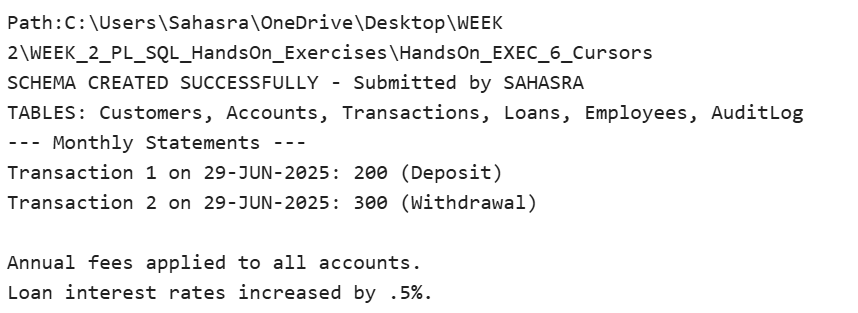 Path:C:\Users\Sahasra\OneDrive\Desktop\WEEK
2\WEEK_2_PL_SQL_HandsOn_Exercises\HandsOn_EXEC_6_Cursors
SCHEMA CREATED SUCCESSFULLY - Submitted by SAHASRA
TABLES: Customers, Accounts, Transactions, Loans, Employees, AuditLog
--- Monthly Statements ---
Transaction 1 on 29-JUN-2025: 200 (Deposit)
Transaction 2 on 29-JUN-2025: 300 (Withdrawal)

Annual fees applied to all accounts.
Loan interest rates increased by .5%.